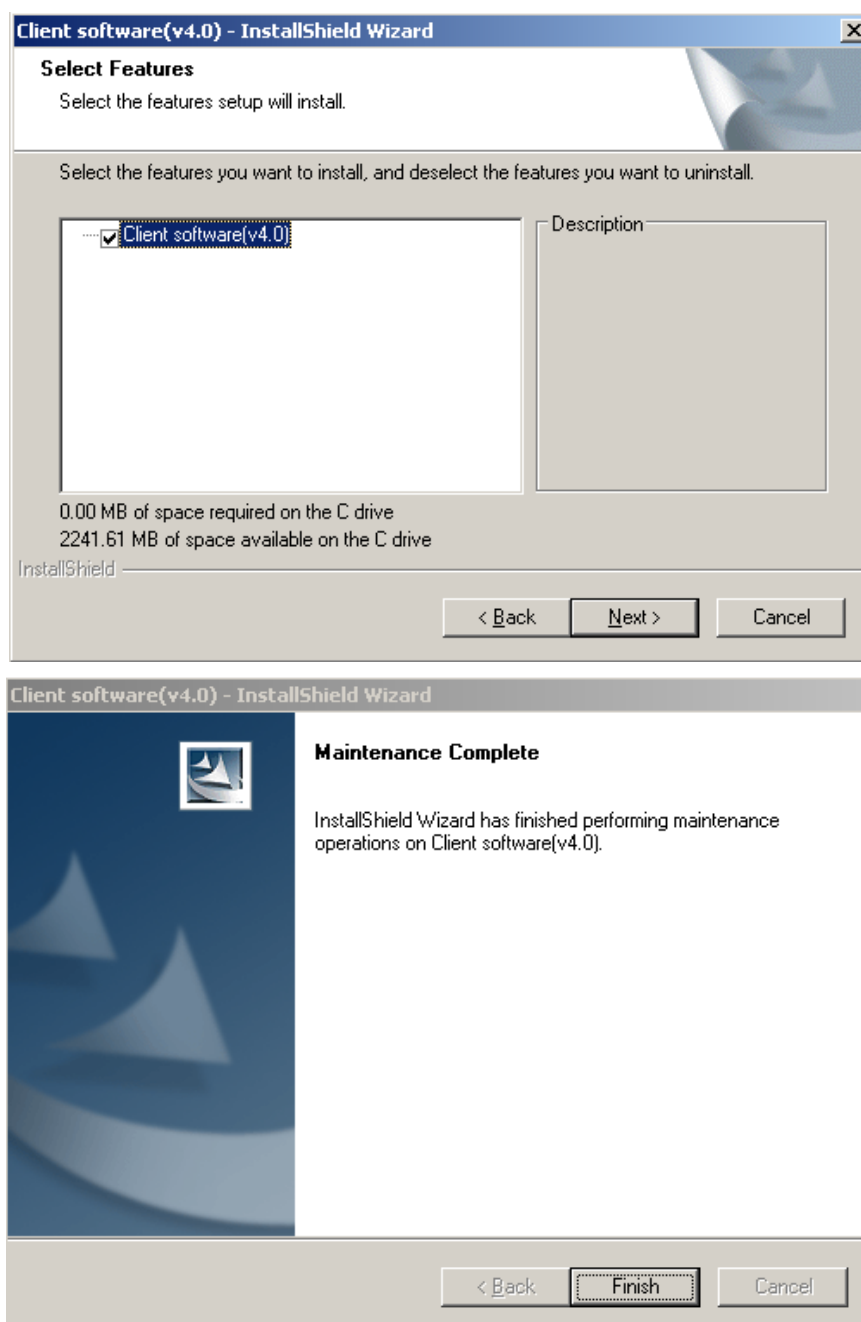 Client software(v4.0) - InstallShield Wizard
Select Features
Select the features setup will install.
Select the features you want to install, and deselect the features you want to uninstall.
Client software(v4.0)
Description
0.00 MB of space required on the C drive
2241.61 MB of space available on the C drive
InstallShield
< Back
Next >
Cancel
Client software(v4.0) - InstallShield Wizard
Maintenance Complete
InstallShield Wizard has finished performing maintenance
operations on Client software(v4.0).
< Back
Finish
Cancel